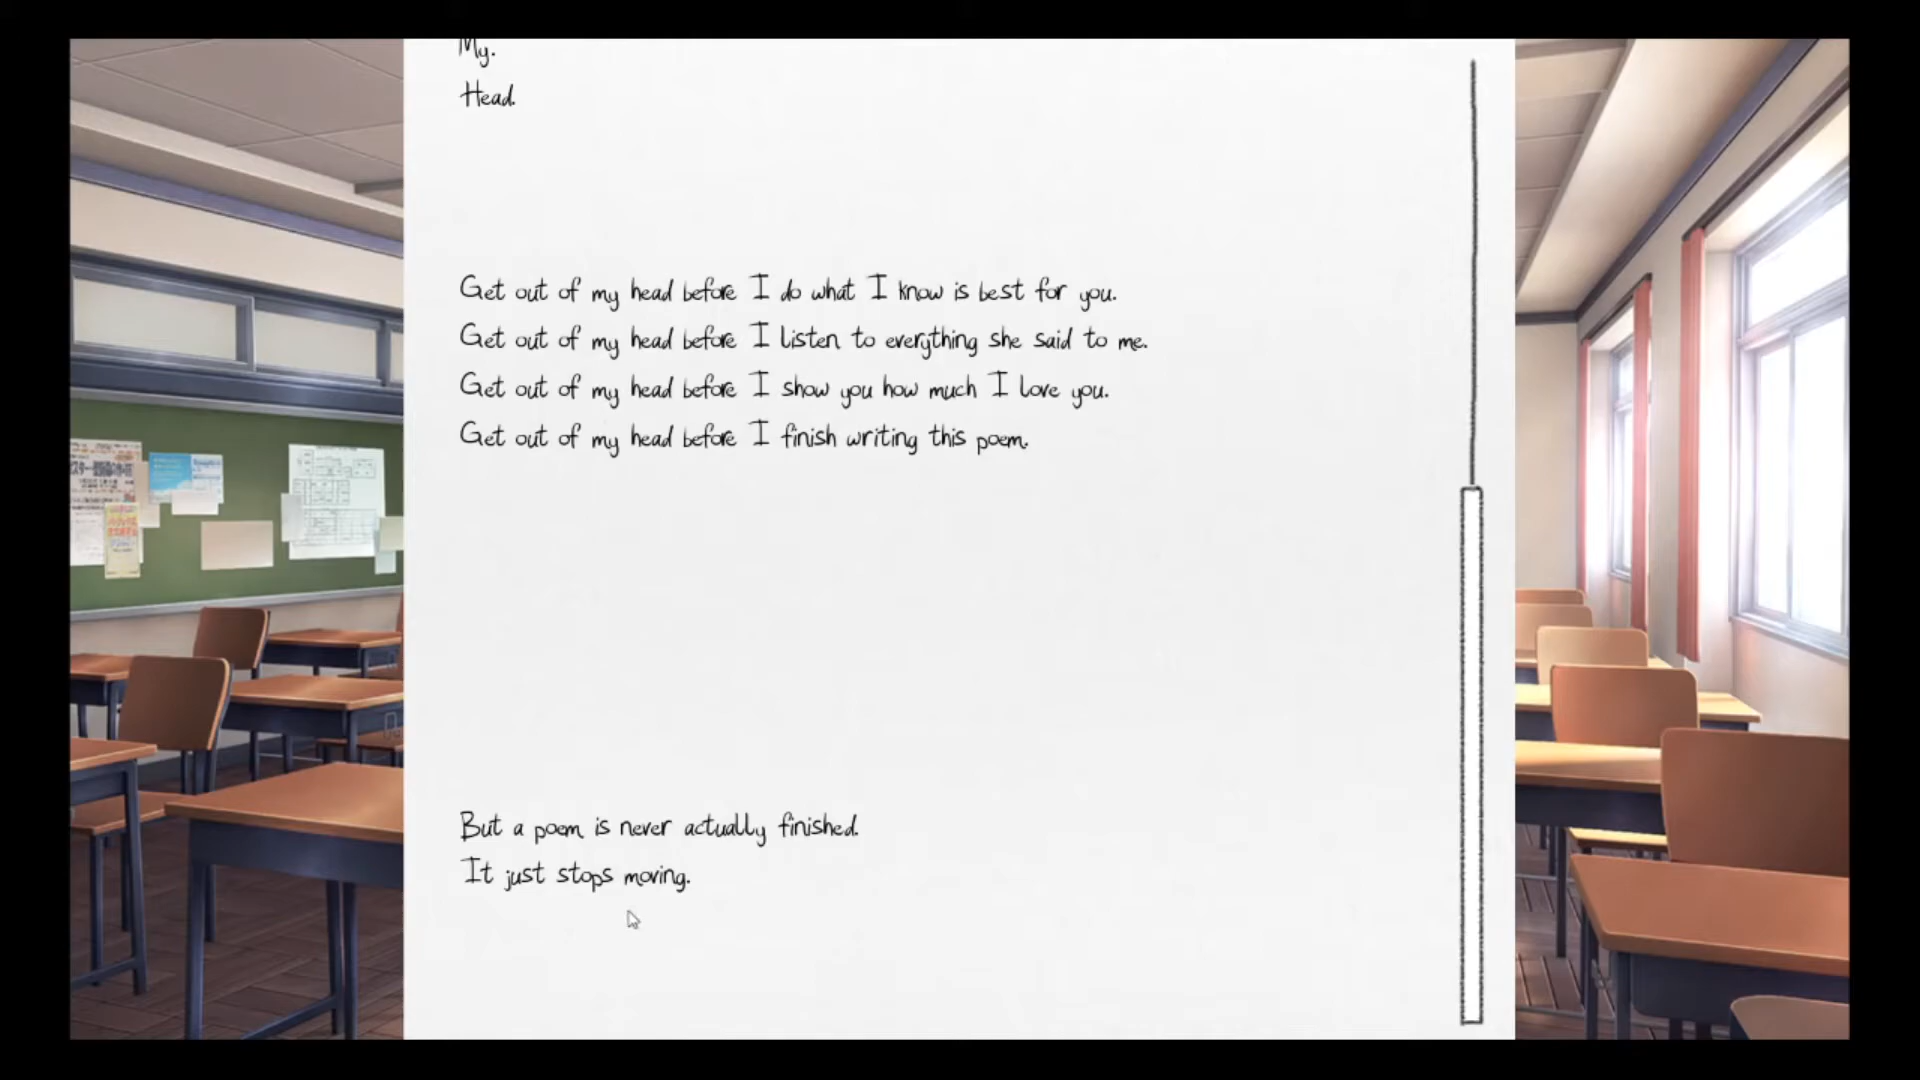 My.
Head.
Get out of my head before I do what I know is best for you.
Get out of my head before I listen to everything she said to me.
Get out of my head before I show you how much I love you.
Get out of my head before I finish writing this poem.
But a poem is never actually finished.
It just stops moving.